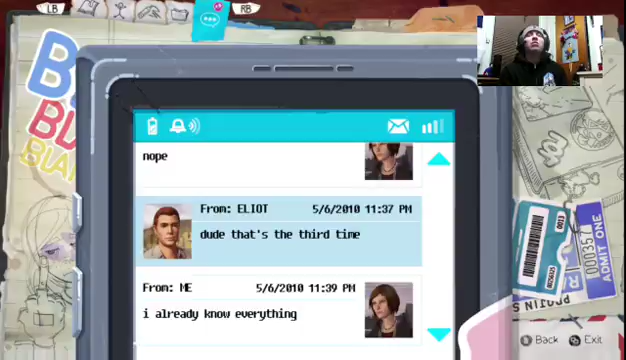 LB
RB
nope
From: ELIOT 5/6/2010 11:37 PM
dude that's the third time
From: ME 5/6/2010 11:39 PM
i already know everything
000357
ADMIT ONE
B Back
Exit